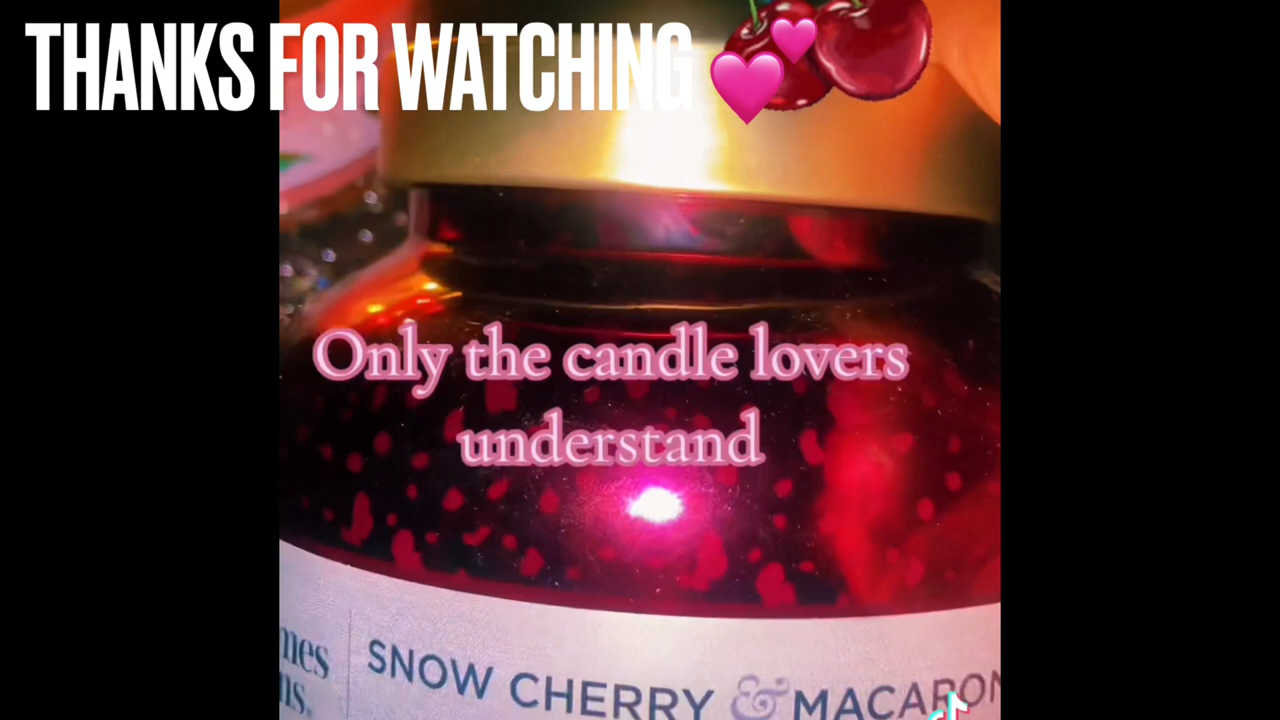 THANKS FOR WATCHING
Only the candle lovers
understand
SNOW CHERRY & MACARON